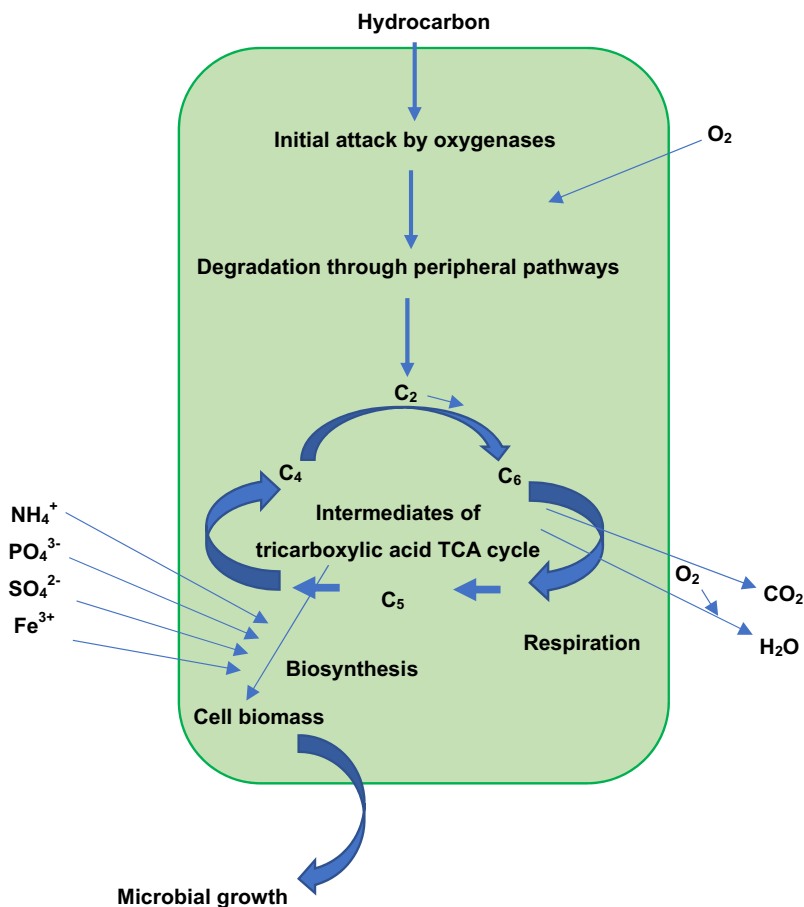 Hydrocarbon
Initial attack by oxygenases
O₂
Degradation through peripheral pathways
C₂
C₄
C₆
Intermediates of
tricarboxylic acid TCA cycle
NH₄⁺
PO₄³⁻
SO₄²⁻
Fe³⁺
C₅
O₂
CO₂
H₂O
Respiration
Biosynthesis
Cell biomass
Microbial growth